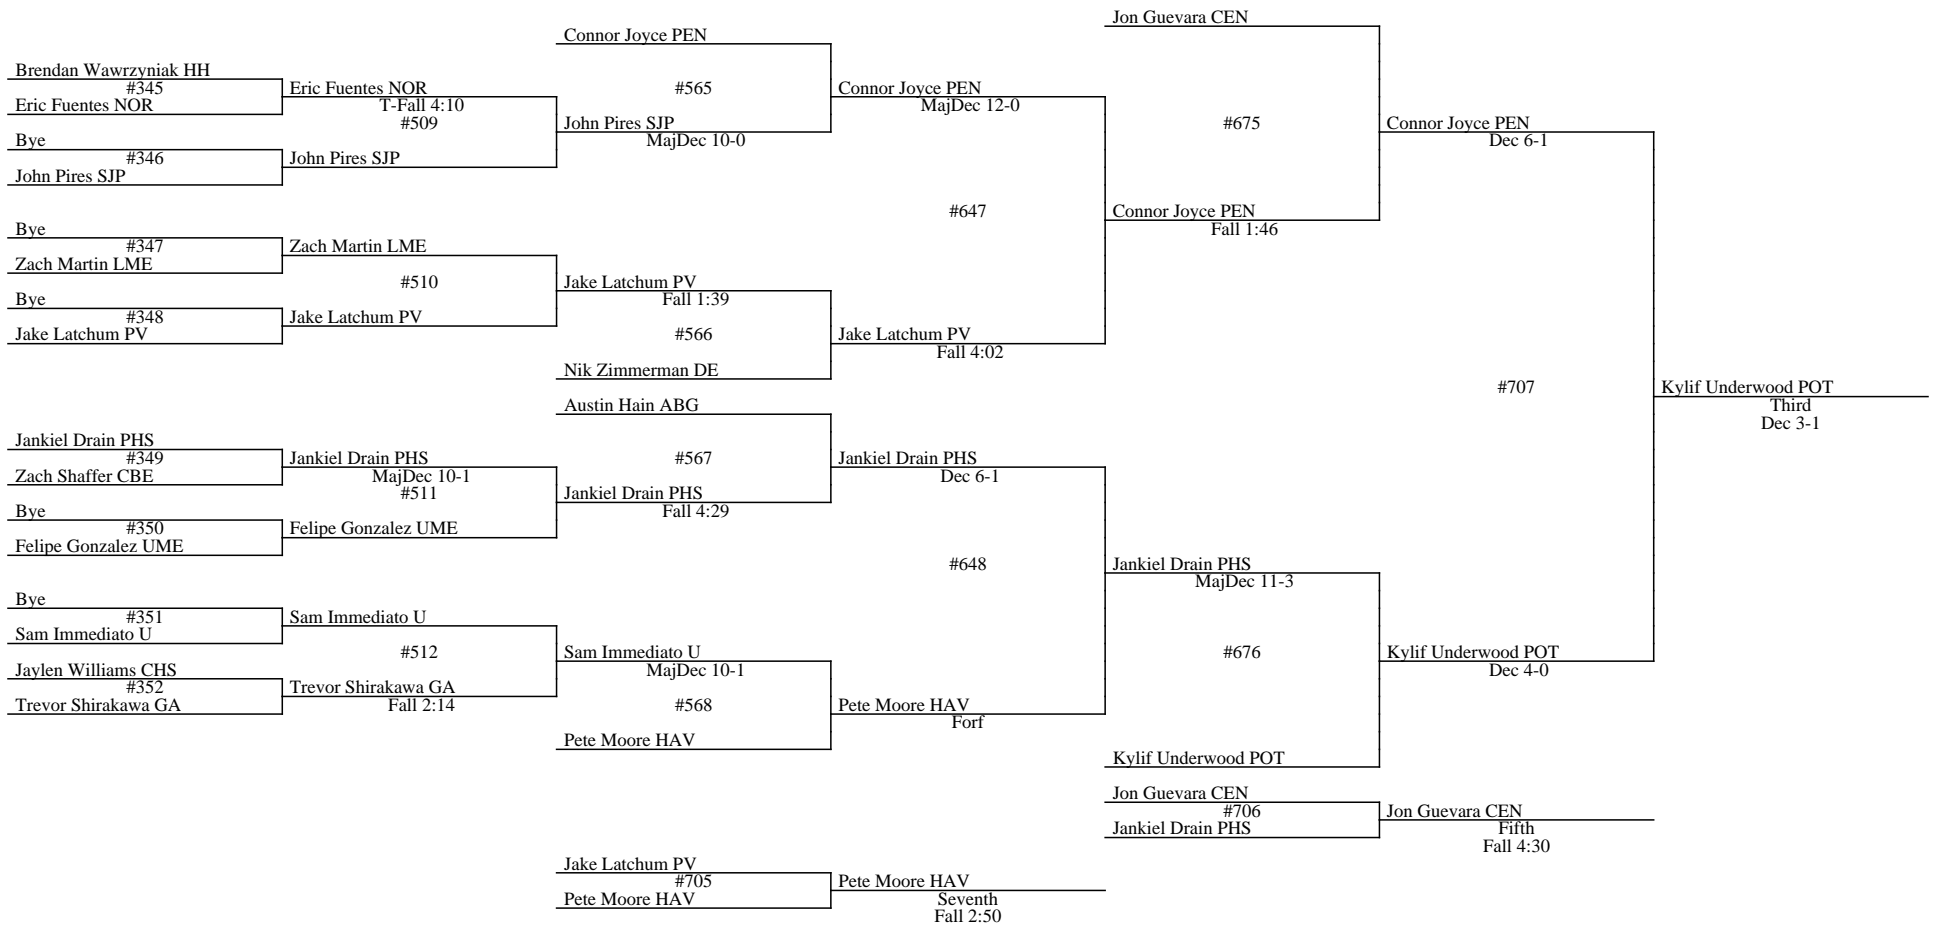 Jon Guevara CEN
Connor Joyce PEN
Brendan Wawrzyniak HH
#345
Eric Fuentes NOR
Eric Fuentes NOR
T-Fall 4:10
#509
#565
Connor Joyce PEN
MajDec 12-0
John Pires SJP
MajDec 10-0
#675
Connor Joyce PEN
Dec 6-1
Bye
#346
John Pires SJP
John Pires SJP
#647
Connor Joyce PEN
Fall 1:46
Bye
#347
Zach Martin LME
Zach Martin LME
#510
Jake Latchum PV
Fall 1:39
Bye
#348
Jake Latchum PV
Jake Latchum PV
#566
Jake Latchum PV
Fall 4:02
Nik Zimmerman DE
#707
Kylif Underwood POT
Third
Dec 3-1
Austin Hain ABG
Jankiel Drain PHS
#349
Zach Shaffer CBE
Jankiel Drain PHS
MajDec 10-1
#511
#567
Jankiel Drain PHS
Dec 6-1
Jankiel Drain PHS
Fall 4:29
Bye
#350
Felipe Gonzalez UME
Felipe Gonzalez UME
#648
Jankiel Drain PHS
MajDec 11-3
Bye
#351
Sam Immediato U
Sam Immediato U
#512
Sam Immediato U
MajDec 10-1
#676
Kylif Underwood POT
Dec 4-0
Jaylen Williams CHS
#352
Trevor Shirakawa GA
Trevor Shirakawa GA
Fall 2:14
#568
Pete Moore HAV
Forf
Pete Moore HAV
Kylif Underwood POT
Jon Guevara CEN
#706
Jankiel Drain PHS
Jon Guevara CEN
Fifth
Fall 4:30
Jake Latchum PV
#705
Pete Moore HAV
Pete Moore HAV
Seventh
Fall 2:50